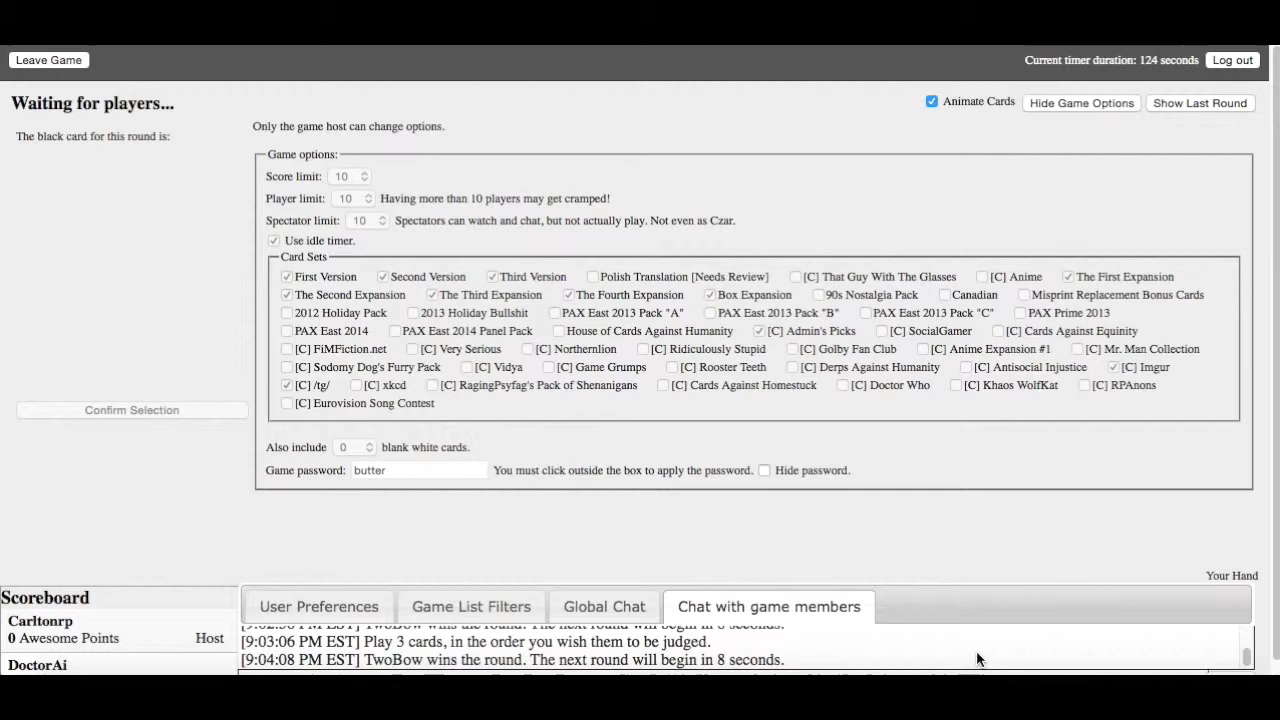 Leave Game
Current timer duration: 124 seconds Log out
Waiting for players...
Animate Cards Hide Game Options Show Last Round
The black card for this round is:
Only the game host can change options.
Game options:
Score limit: 10
Player limit: 10 Having more than 10 players may get cramped!
Spectator limit: 10 Spectators can watch and chat, but not actually play. Not even as Czar.
Use idle timer.
Card Sets
First Version Second Version Third Version Polish Translation [Needs Review] [C] That Guy With The Glasses [C] Anime The First Expansion
The Second Expansion The Third Expansion The Fourth Expansion Box Expansion 90s Nostalgia Pack Canadian Misprint Replacement Bonus Cards
2012 Holiday Pack 2013 Holiday Bullshit PAX East 2013 Pack "A" PAX East 2013 Pack "B" PAX East 2013 Pack "C" PAX Prime 2013
PAX East 2014 PAX East 2014 Panel Pack House of Cards Against Humanity [C] Admin's Picks [C] SocialGamer [C] Cards Against Equinity
[C] FiMFiction.net [C] Very Serious [C] Northernlion [C] Ridiculously Stupid [C] Golby Fan Club [C] Anime Expansion #1 [C] Mr. Man Collection
[C] Sodomy Dog's Furry Pack [C] Vidya [C] Game Grumps [C] Rooster Teeth [C] Derps Against Humanity [C] Antisocial Injustice [C] Imgur
[C] /tg/ [C] xkcd [C] RagingPsyfag's Pack of Shenanigans [C] Cards Against Homestuck [C] Doctor Who [C] Khaos WolfKat [C] RPAnons
[C] Eurovision Song Contest
Confirm Selection
Also include 0 blank white cards.
Game password: butter You must click outside the box to apply the password. Hide password.
Your Hand
Scoreboard
Carltonrp
0 Awesome Points Host
DoctorAi
User Preferences Game List Filters Global Chat Chat with game members
[9:03:06 PM EST] Play 3 cards, in the order you wish them to be judged.
[9:04:08 PM EST] TwoBow wins the round. The next round will begin in 8 seconds.